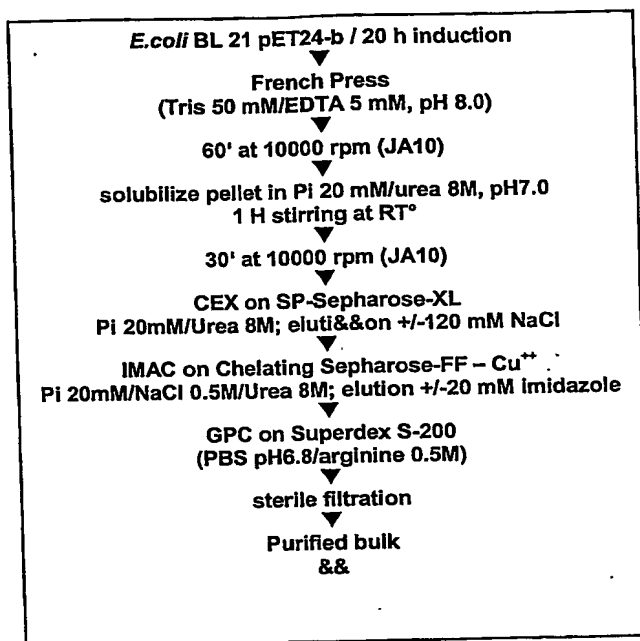 E.coli BL 21 pET24-b / 20 h induction
French Press
(Tris 50 mM/EDTA 5 mM, pH 8.0)
60' at 10000 rpm (JA10)
solubilize pellet in Pi 20 mM/urea 8M, pH7.0
1 H stirring at RT°
30' at 10000 rpm (JA10)
CEX on SP-Sepharose-XL
Pi 20mM/Urea 8M; eluti&&on +/-120 mM NaCl
IMAC on Chelating Sepharose-FF – Cu⁺⁺
Pi 20mM/NaCl 0.5M/Urea 8M; elution +/-20 mM imidazole
GPC on Superdex S-200
(PBS pH6.8/arginine 0.5M)
sterile filtration
Purified bulk
&&